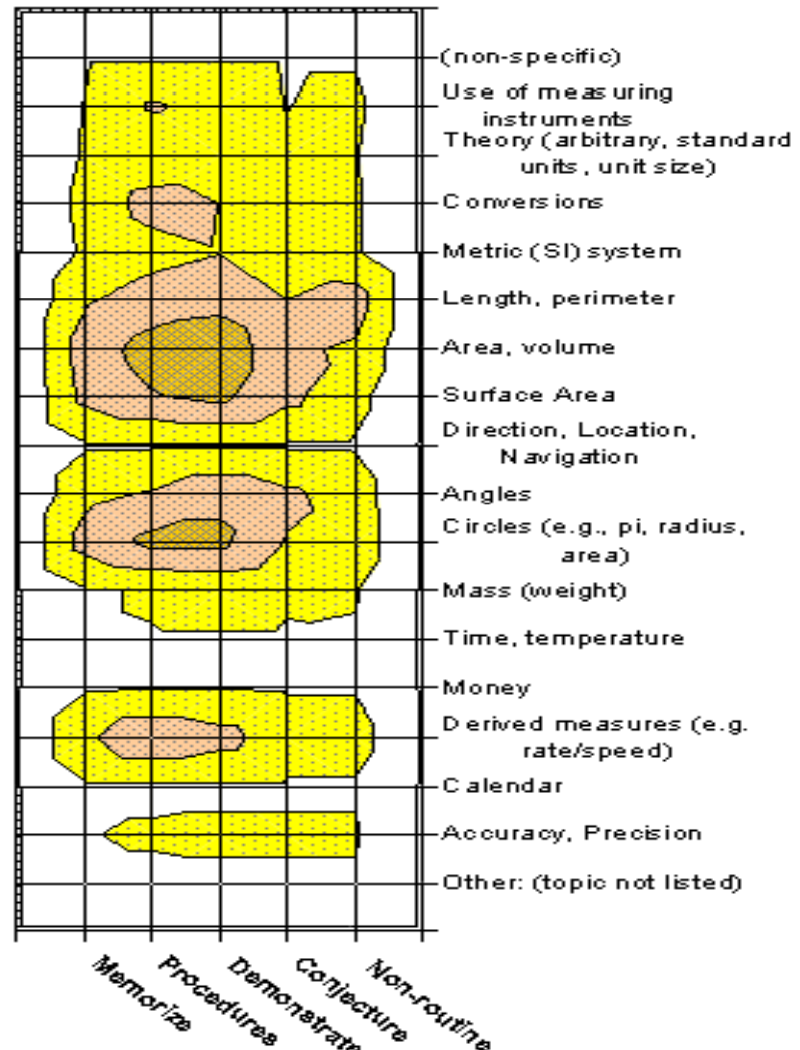 (non-specific)
Use of measuring
instruments
Theory (arbitrary, standard
units, unit size)
Conversions
Metric (SI) system
Length, perimeter
Area, volume
Surface Area
Direction, Location,
Navigation
Angles
Circles (e.g., pi, radius,
area)
Mass (weight)
Time, temperature
Money
Derived measures (e.g.
rate/speed)
Calendar
Accuracy, Precision
Other: (topic not listed)
Memorize
Procedures
Demonstrate
Conjecture
Non-routine